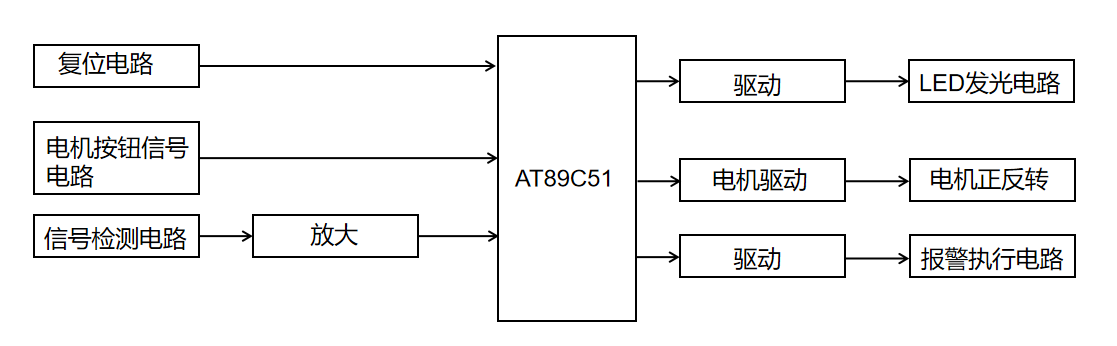 复位电路
电机按钮信号
电路
信号检测电路
放大
AT89C51
驱动
LED发光电路
电机驱动
电机正反转
驱动
报警执行电路